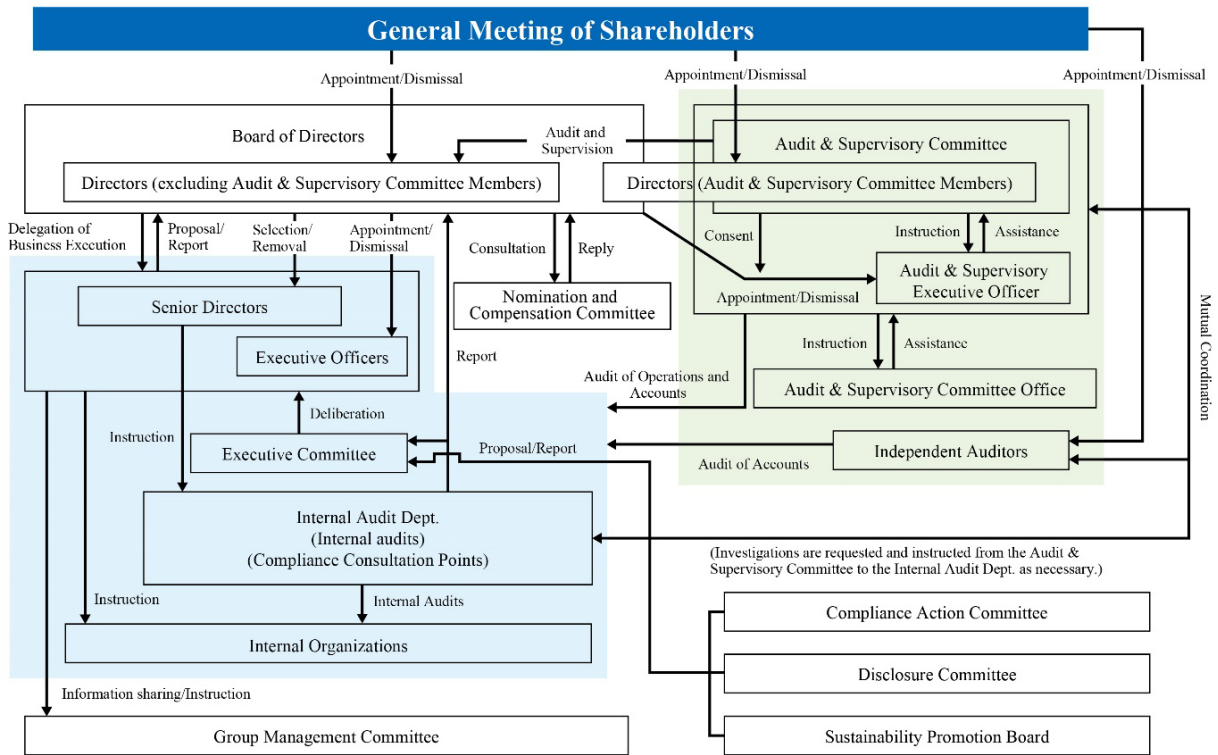 General Meeting of Shareholders
Appointment/Dismissal
Appointment/Dismissal
Appointment/Dismissal
Board of Directors
Audit and
Supervision
Audit & Supervisory Committee
Directors (excluding Audit & Supervisory Committee Members)
Directors (Audit & Supervisory Committee Members)
Delegation of
Business Execution
Proposal/
Report
Selection/
Removal
Appointment/
Dismissal
Consultation
Reply
Consent
Instruction
Assistance
Senior Directors
Nomination and
Compensation Committee
Appointment/Dismissal
Audit & Supervisory
Executive Officer
Executive Officers
Report
Instruction
Assistance
Mutual Coordination
Audit of Operations and
Accounts
Audit & Supervisory Committee Office
Deliberation
Instruction
Executive Committee
Proposal/Report
Audit of Accounts
Independent Auditors
Internal Audit Dept.
(Internal audits)
(Compliance Consultation Points)
(Investigations are requested and instructed from the Audit &
Supervisory Committee to the Internal Audit Dept. as necessary.)
Instruction
Internal Audits
Compliance Action Committee
Internal Organizations
Disclosure Committee
Information sharing/Instruction
Group Management Committee
Sustainability Promotion Board